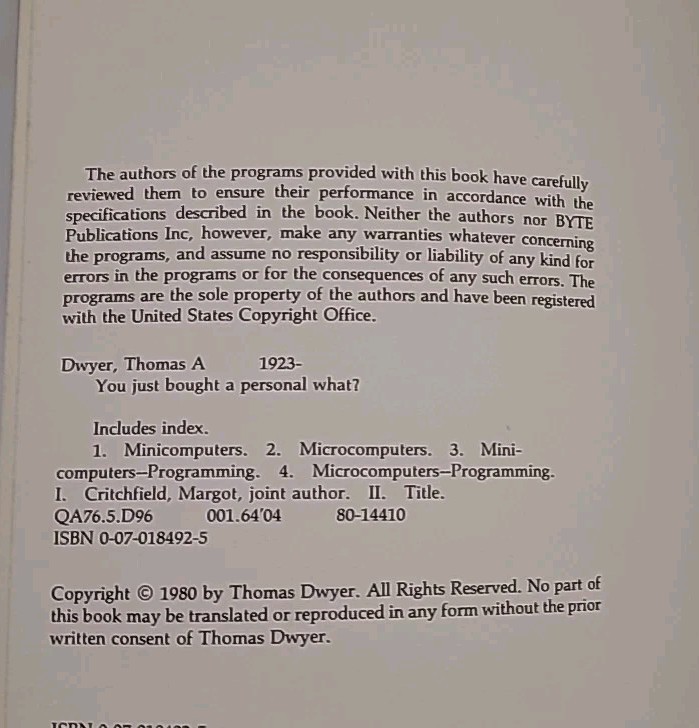 The authors of the programs provided with this book have carefully
reviewed them to ensure their performance in accordance with the
specifications described in the book. Neither the authors nor BYTE
Publications Inc, however, make any warranties whatever concerning
the programs, and assume no responsibility or liability of any kind for
errors in the programs or for the consequences of any such errors. The
programs are the sole property of the authors and have been registered
with the United States Copyright Office.
Dwyer, Thomas A 1923-
You just bought a personal what?
Includes index.
1. Minicomputers. 2. Microcomputers. 3. Mini-
computers—Programming. 4. Microcomputers—Programming.
I. Critchfield, Margot, joint author. II. Title.
QA76.5.D96 001.64'04 80-14410
ISBN 0-07-018492-5
Copyright © 1980 by Thomas Dwyer. All Rights Reserved. No part of
this book may be translated or reproduced in any form without the prior
written consent of Thomas Dwyer.